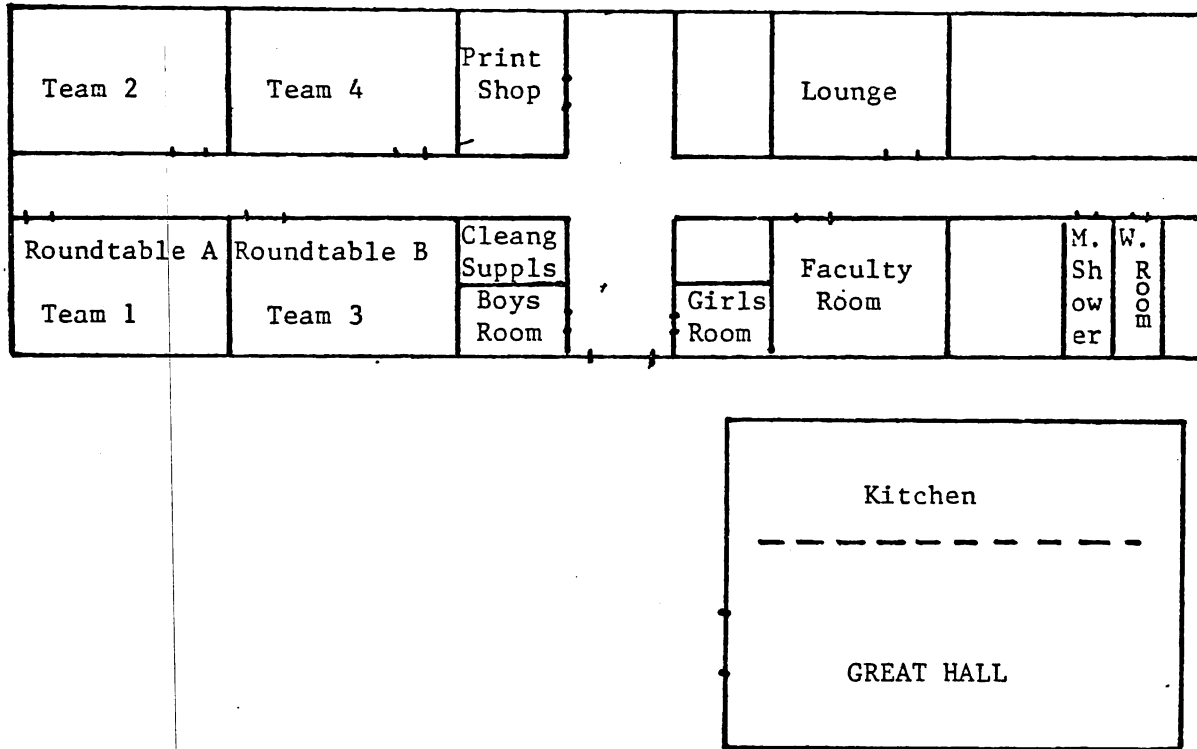 Team 2
Team 4
Print
Shop
Lounge
Roundtable A
Team 1
Roundtable B
Team 3
Cleang
Suppls
Boys
Room
Girls
Room
Faculty
Room
M.
Sh
ow
er
W.
Room
Kitchen
GREAT HALL